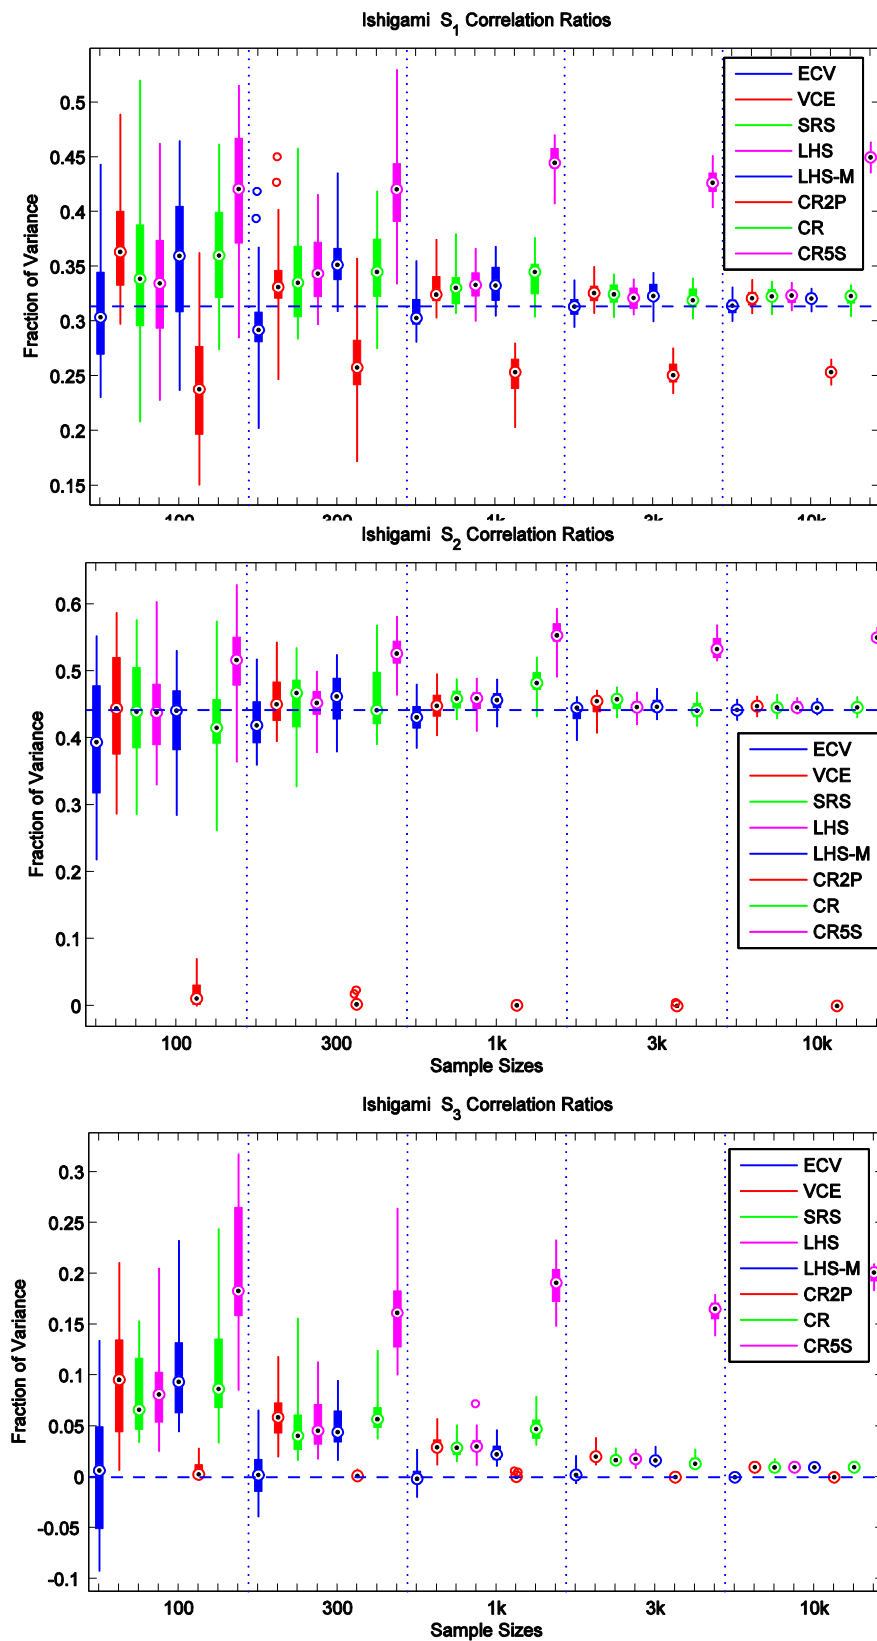 Ishigami S1 Correlation Ratios
0.5
0.45
0.4
0.35
0.3
0.25
0.2
0.15
Fraction of Variance
ECV
VCE
SRS
LHS
LHS-M
CR2P
CR
CR5S
100 300 1k 3k 10k
Ishigami S2 Correlation Ratios
0.6
0.5
0.4
0.3
0.2
0.1
0
Fraction of Variance
ECV
VCE
SRS
LHS
LHS-M
CR2P
CR
CR5S
100 300 1k 3k 10k
Sample Sizes
Ishigami S3 Correlation Ratios
0.3
0.25
0.2
0.15
0.1
0.05
0
-0.05
-0.1
Fraction of Variance
ECV
VCE
SRS
LHS
LHS-M
CR2P
CR
CR5S
100 300 1k 3k 10k
Sample Sizes